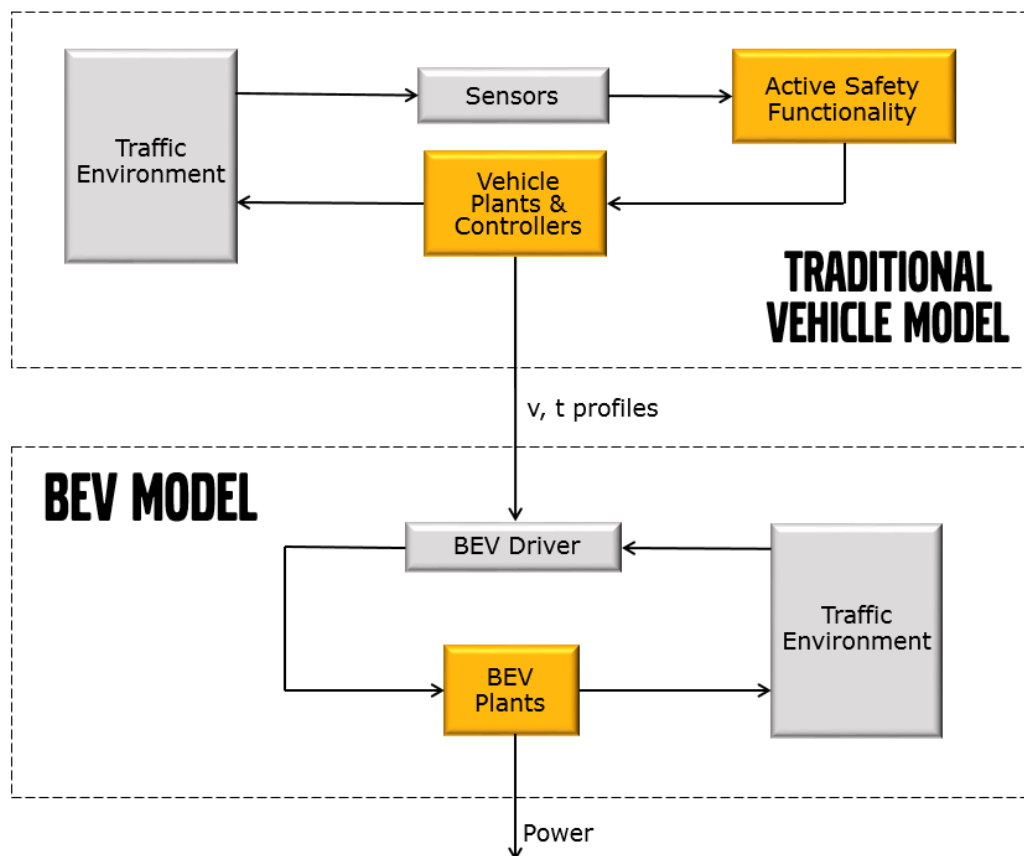 Sensors
Active Safety
Functionality
Traffic
Environment
Vehicle
Plants &
Controllers
TRADITIONAL
VEHICLE MODEL
v, t profiles
BEV MODEL
BEV Driver
Traffic
Environment
BEV
Plants
Power